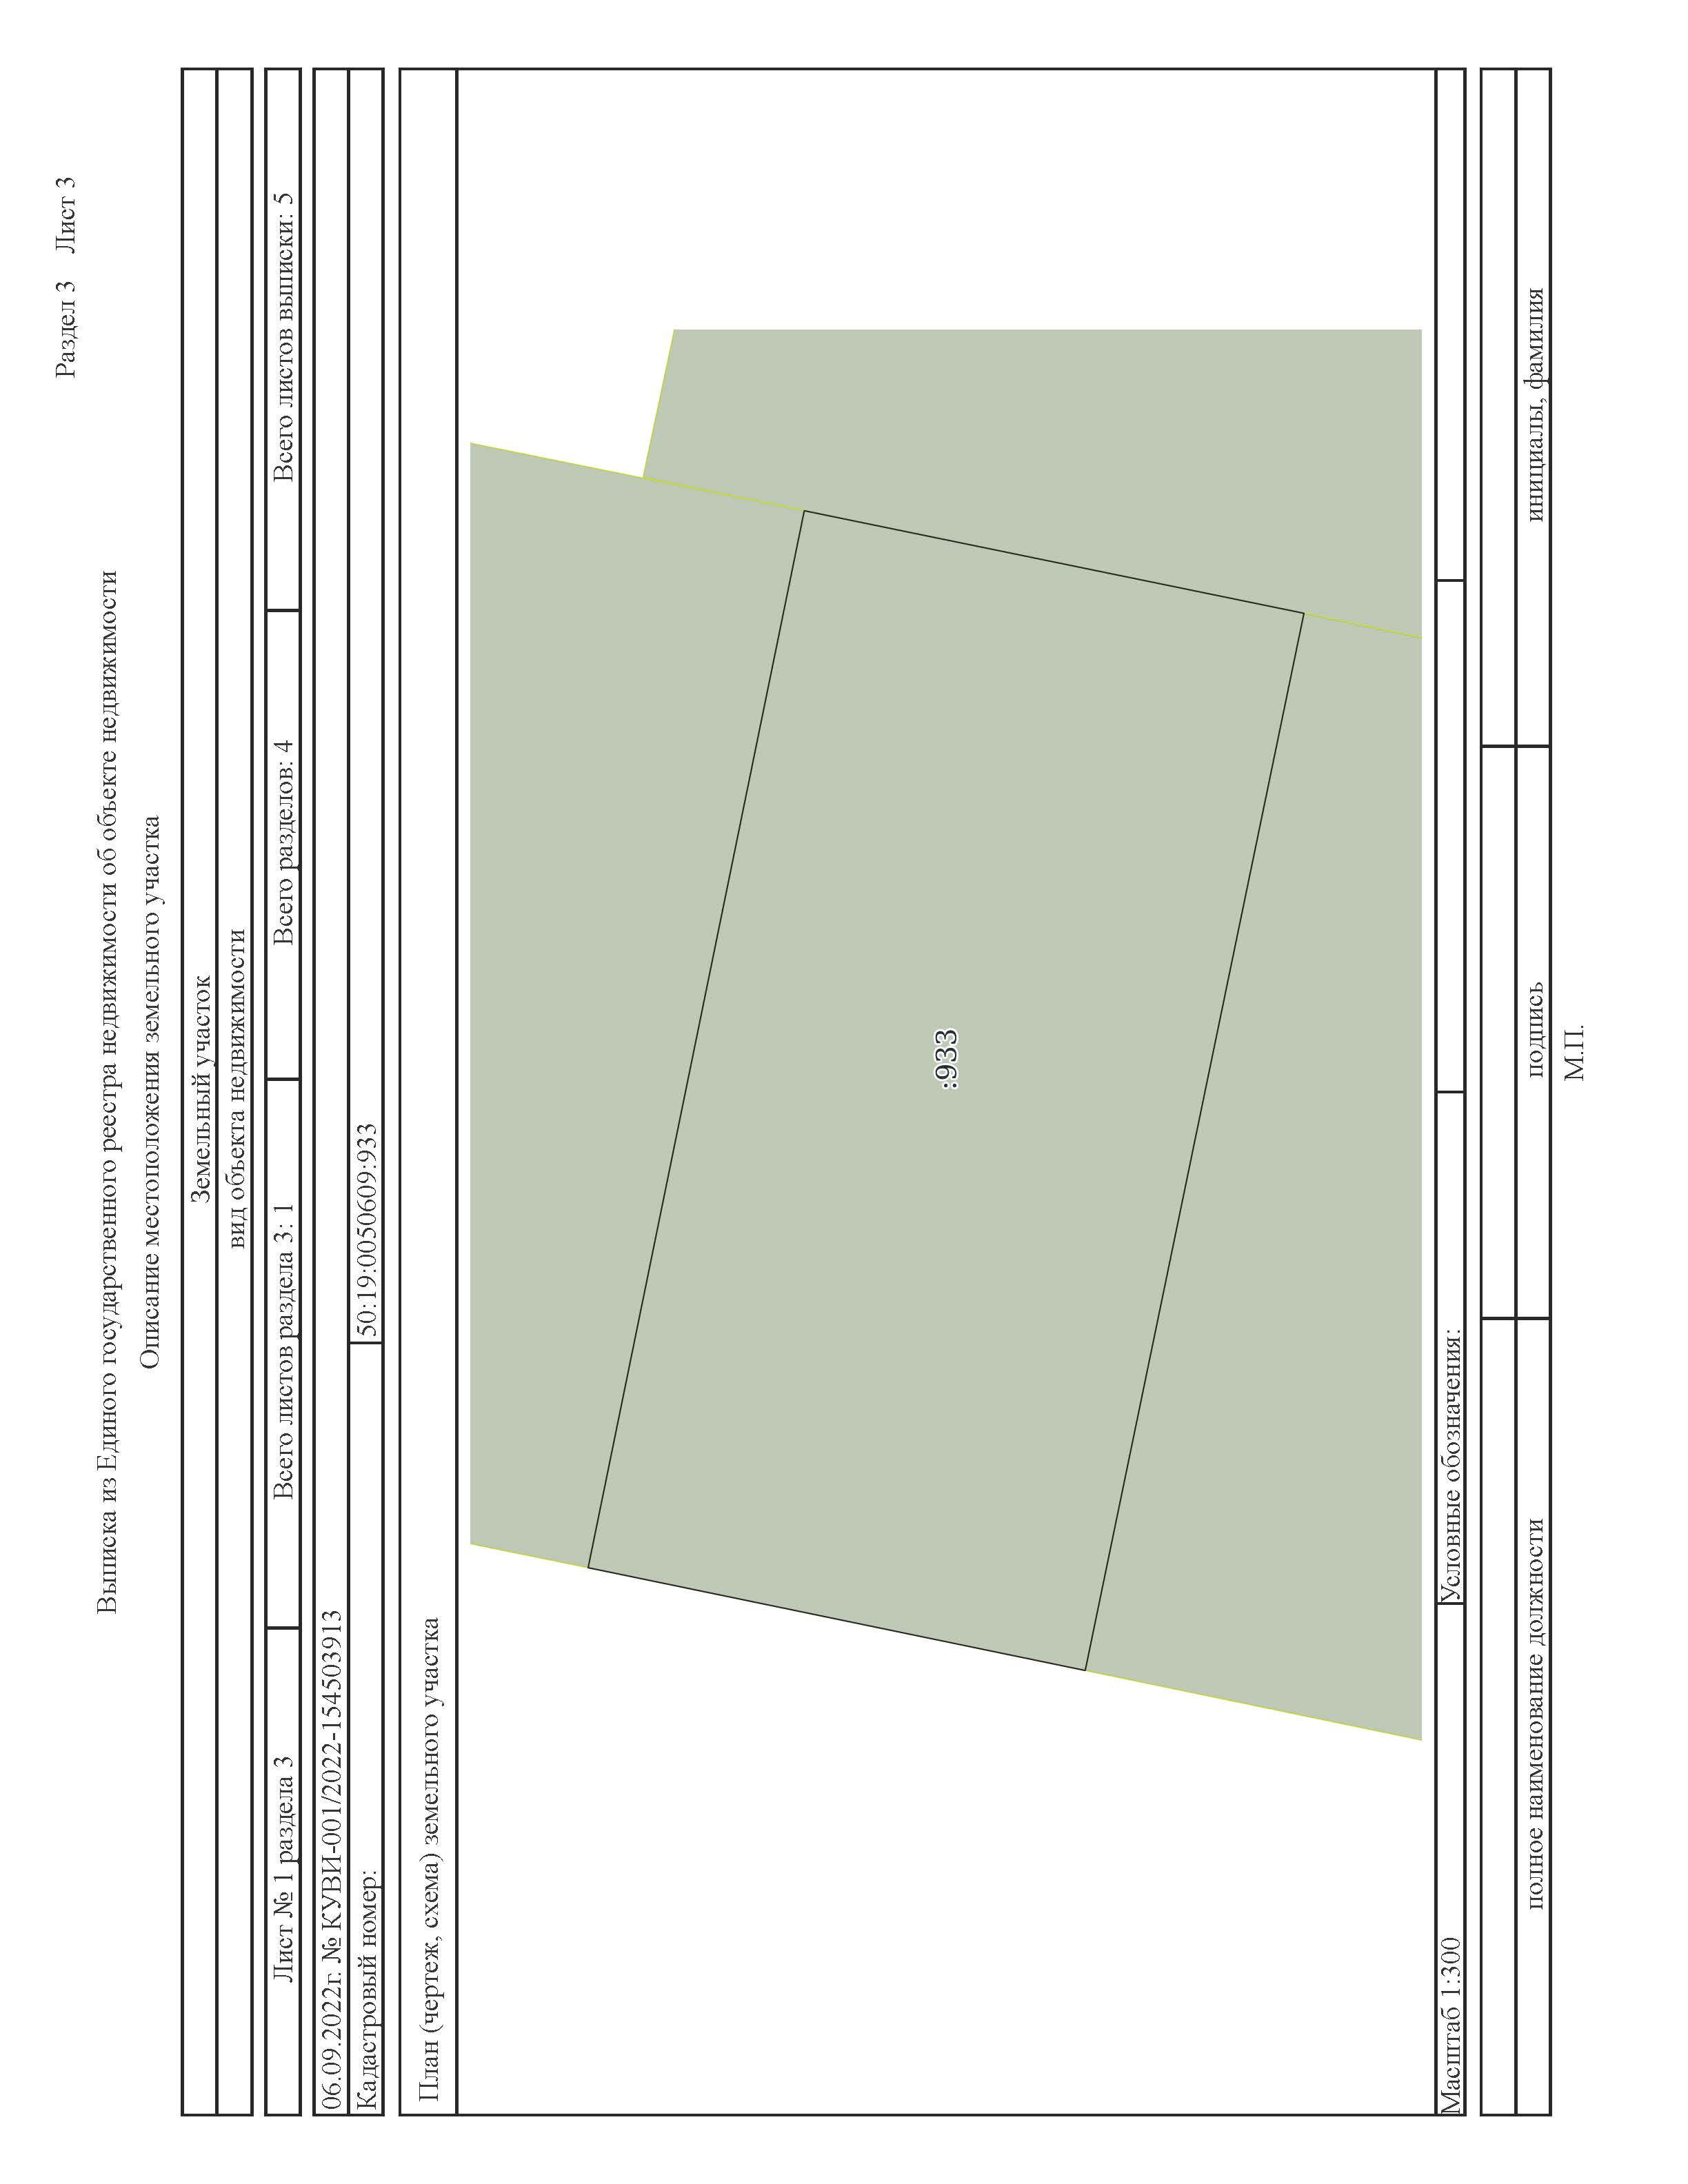 Раздел 3 Лист 3
Выписка из Единого государственного реестра недвижимости об объекте недвижимости
Описание местоположения земельного участка
Земельный участок
вид объекта недвижимости
Лист № 1 раздела 3 Всего листов раздела 3: 1 Всего разделов: 4 Всего листов выписки: 5
06.09.2022г. № КУВИ-001/2022-154503913
Кадастровый номер: 50:19:0050609:933
План (чертеж, схема) земельного участка
:933
Масштаб 1:300 Условные обозначения:
полное наименование должности подпись инициалы, фамилия
М.П.